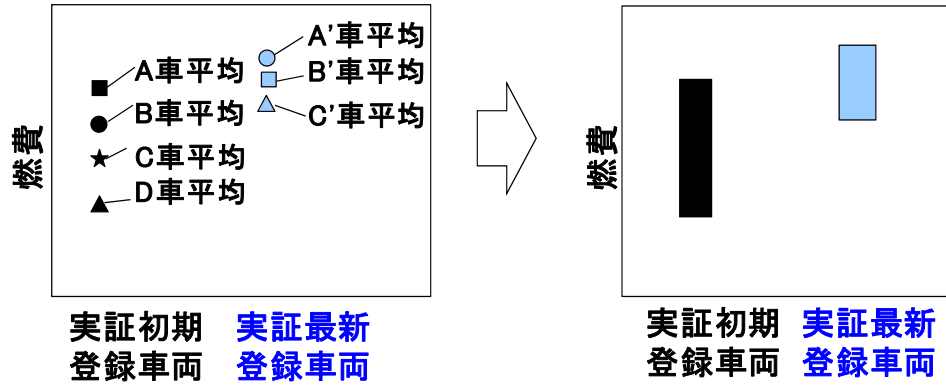 A'車平均
A車平均
B'車平均
B車平均
C'車平均
C車平均
D車平均
燃費
実証初期
登録車両
実証最新
登録車両
燃費
実証初期
登録車両
実証最新
登録車両